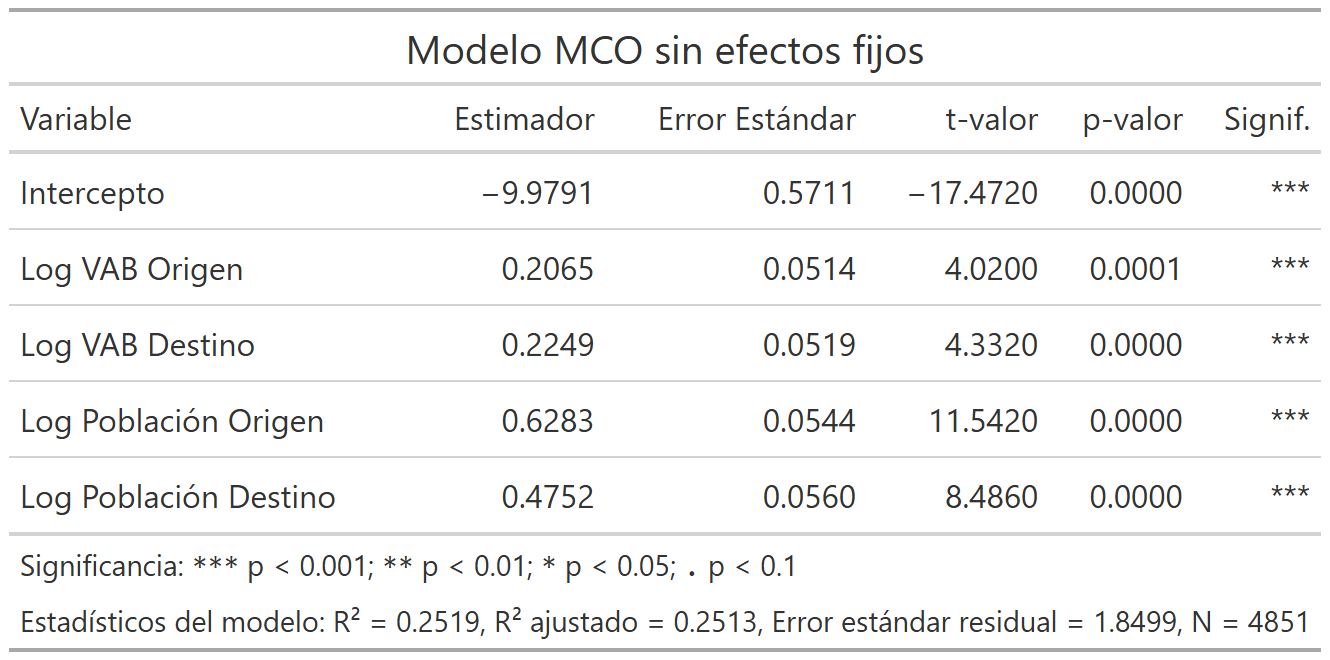 Modelo MCO sin efectos fijos
Variable Estimador Error Estándar t-valor p-valor Signif.
Intercepto −9.9791 0.5711 −17.4720 0.0000 ***
Log VAB Origen 0.2065 0.0514 4.0200 0.0001 ***
Log VAB Destino 0.2249 0.0519 4.3320 0.0000 ***
Log Población Origen 0.6283 0.0544 11.5420 0.0000 ***
Log Población Destino 0.4752 0.0560 8.4860 0.0000 ***
Significancia: *** p < 0.001; ** p < 0.01; * p < 0.05; . p < 0.1
Estadísticos del modelo: R² = 0.2519, R² ajustado = 0.2513, Error estándar residual = 1.8499, N = 4851